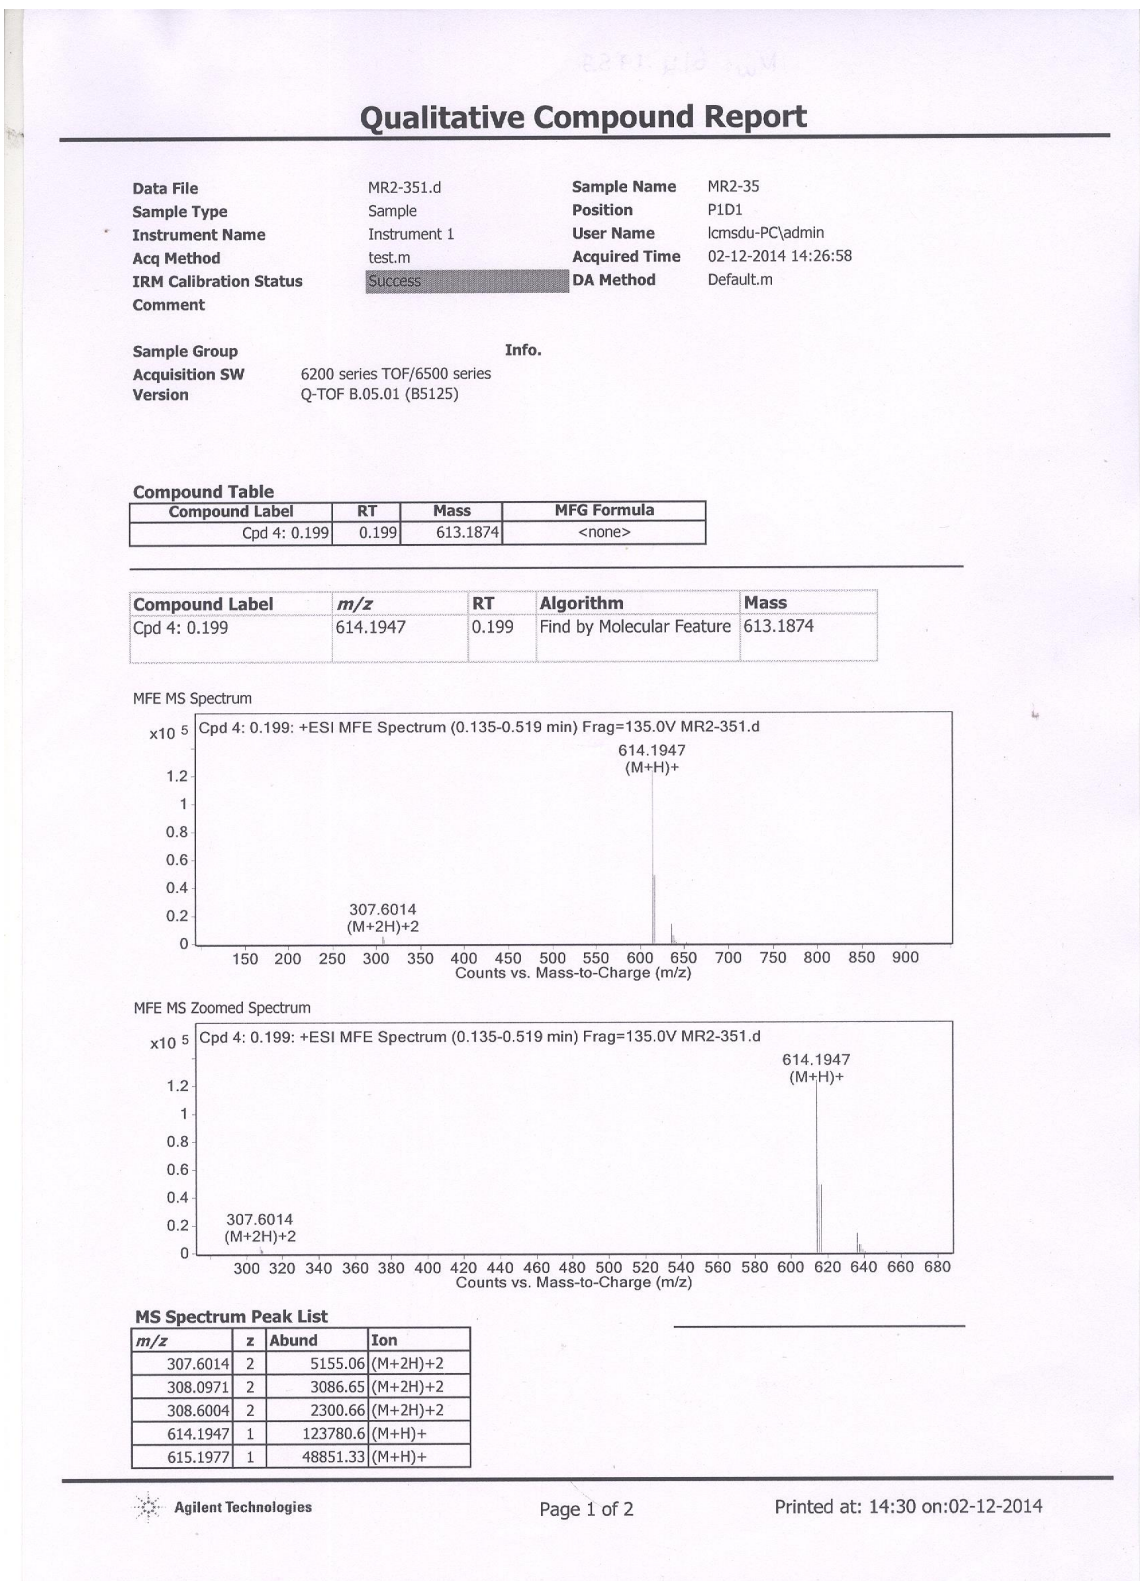 Qualitative Compound Report
Data File MR2-351.d Sample Name MR2-35
Sample Type Sample Position P1D1
Instrument Name Instrument 1 User Name lcmsdu-PC\admin
Acq Method test.m Acquired Time 02-12-2014 14:26:58
IRM Calibration Status Success DA Method Default.m
Comment
Sample Group Info.
Acquisition SW 6200 series TOF/6500 series
Version Q-TOF B.05.01 (B5125)
Compound Table
Compound Label RT Mass MFG Formula
Cpd 4: 0.199 0.199 613.1874 <none>
Compound Label m/z RT Algorithm Mass
Cpd 4: 0.199 614.1947 0.199 Find by Molecular Feature 613.1874
MFE MS Spectrum
x10 5 Cpd 4: 0.199: +ESI MFE Spectrum (0.135-0.519 min) Frag=135.0V MR2-351.d
614.1947
(M+H)+
1.2
1
0.8
0.6
0.4
307.6014
0.2 (M+2H)+2
0
150 200 250 300 350 400 450 500 550 600 650 700 750 800 850 900
Counts vs. Mass-to-Charge (m/z)
MFE MS Zoomed Spectrum
x10 5 Cpd 4: 0.199: +ESI MFE Spectrum (0.135-0.519 min) Frag=135.0V MR2-351.d
614.1947
(M+H)+
1.2
1
0.8
0.6
0.4
307.6014
0.2 (M+2H)+2
0
300 320 340 360 380 400 420 440 460 480 500 520 540 560 580 600 620 640 660 680
Counts vs. Mass-to-Charge (m/z)
MS Spectrum Peak List
m/z z Abund Ion
307.6014 2 5155.06 (M+2H)+2
308.0971 2 3086.65 (M+2H)+2
308.6004 2 2300.66 (M+2H)+2
614.1947 1 123780.6 (M+H)+
615.1977 1 48851.33 (M+H)+
Agilent Technologies Page 1 of 2 Printed at: 14:30 on:02-12-2014